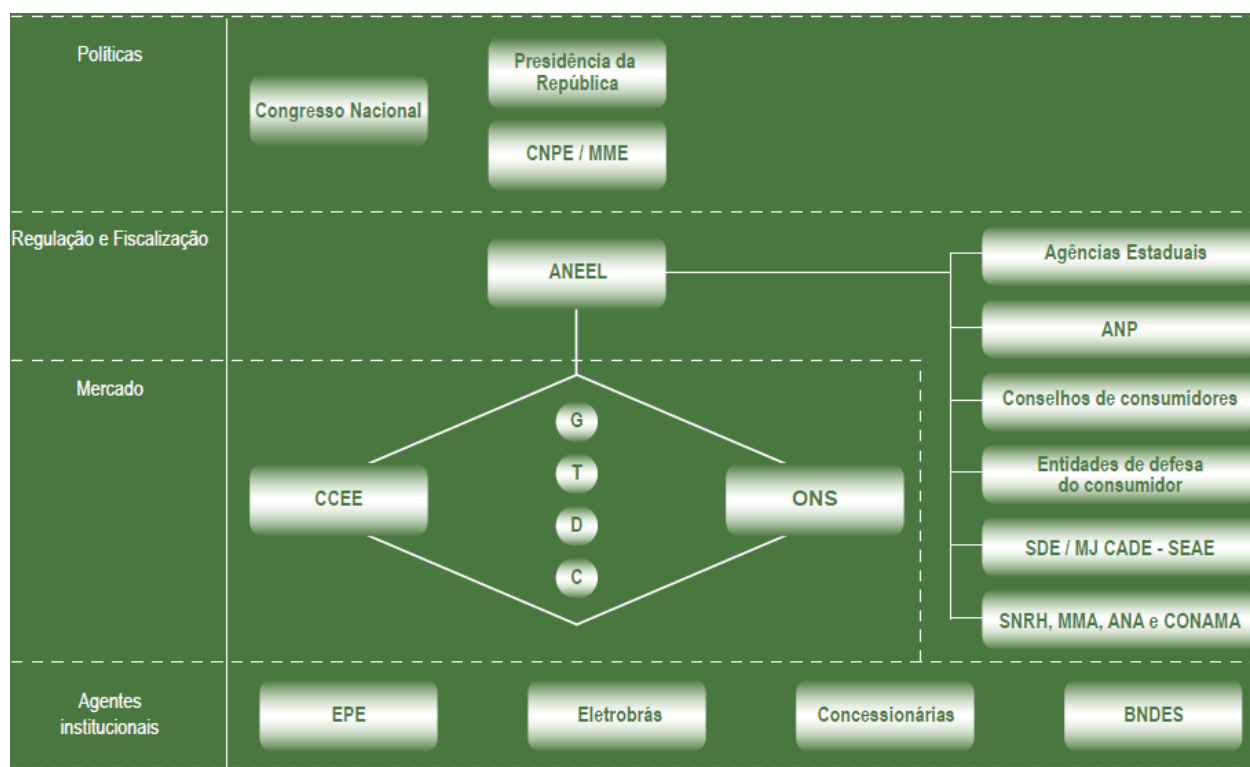 Políticas
Presidência da
República
Congresso Nacional
CNPE / MME
Regulação e Fiscalização
ANEEL
Agências Estaduais
ANP
Conselhos de consumidores
Entidades de defesa
do consumidor
SDE / MJ CADE - SEAE
SNRH, MMA, ANA e CONAMA
Mercado
G
T
D
C
CCEE
ONS
Agentes
institucionais
EPE
Eletrobrás
Concessionárias
BNDES